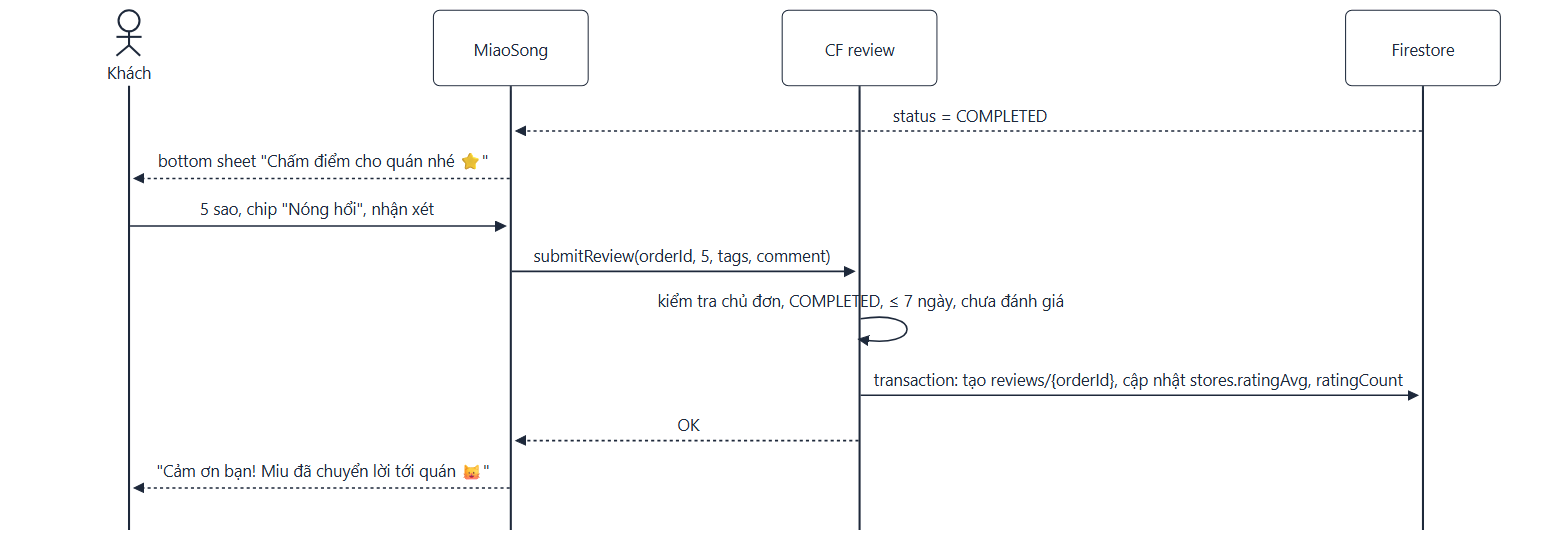 Khách
MiaoSong
CF review
Firestore
status = COMPLETED
bottom sheet "Chấm điểm cho quán nhé ⭐"
5 sao, chip "Nóng hổi", nhận xét
submitReview(orderId, 5, tags, comment)
kiểm tra chủ đơn, COMPLETED, ≤ 7 ngày, chưa đánh giá
transaction: tạo reviews/{orderId}, cập nhật stores.ratingAvg, ratingCount
OK
"Cảm ơn bạn! Miu đã chuyển lời tới quán 😺"